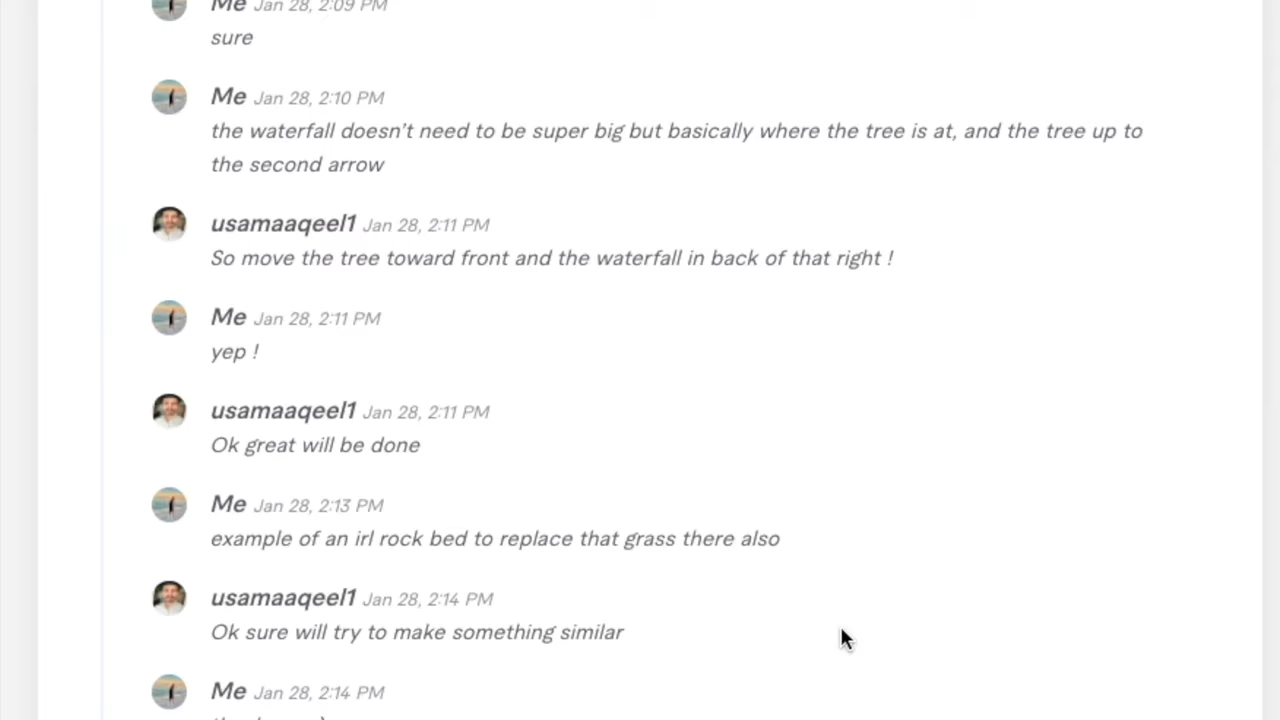 Me Jan 28, 2:09 PM
sure
Me Jan 28, 2:10 PM
the waterfall doesn't need to be super big but basically where the tree is at, and the tree up to
the second arrow
usamaaqeel1 Jan 28, 2:11 PM
So move the tree toward front and the waterfall in back of that right !
Me Jan 28, 2:11 PM
yep !
usamaaqeel1 Jan 28, 2:11 PM
Ok great will be done
Me Jan 28, 2:13 PM
example of an irl rock bed to replace that grass there also
usamaaqeel1 Jan 28, 2:14 PM
Ok sure will try to make something similar
Me Jan 28, 2:14 PM